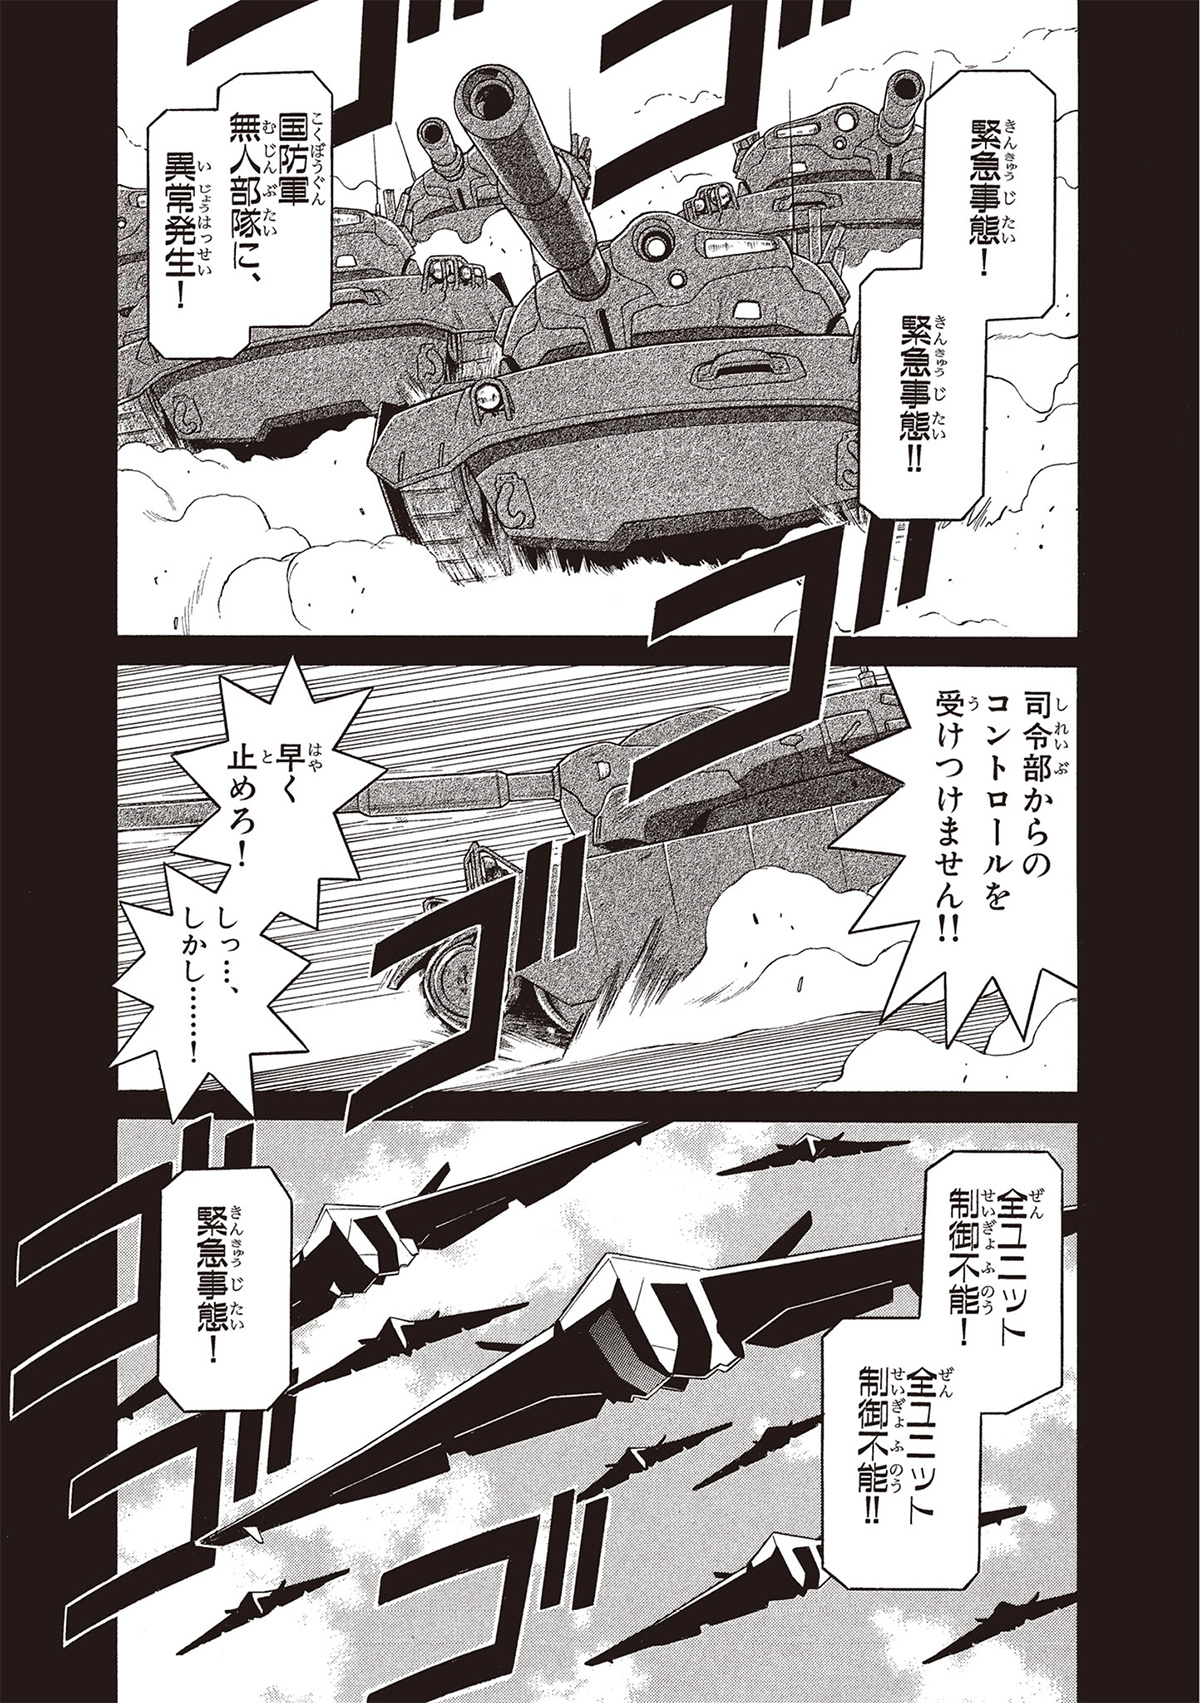 緊急事態!
緊急事態!!
国防軍
無人部隊に、
異常発生!
ゴ
ゴ
ゴ
司令部からの
コントロールを
受けつけません!!
早く
止めろ!
しっ…、
しかし……!
ゴ
全ユニット
制御不能!
全ユニット
制御不能!!
緊急事態!
ゴ
ゴ
ゴ